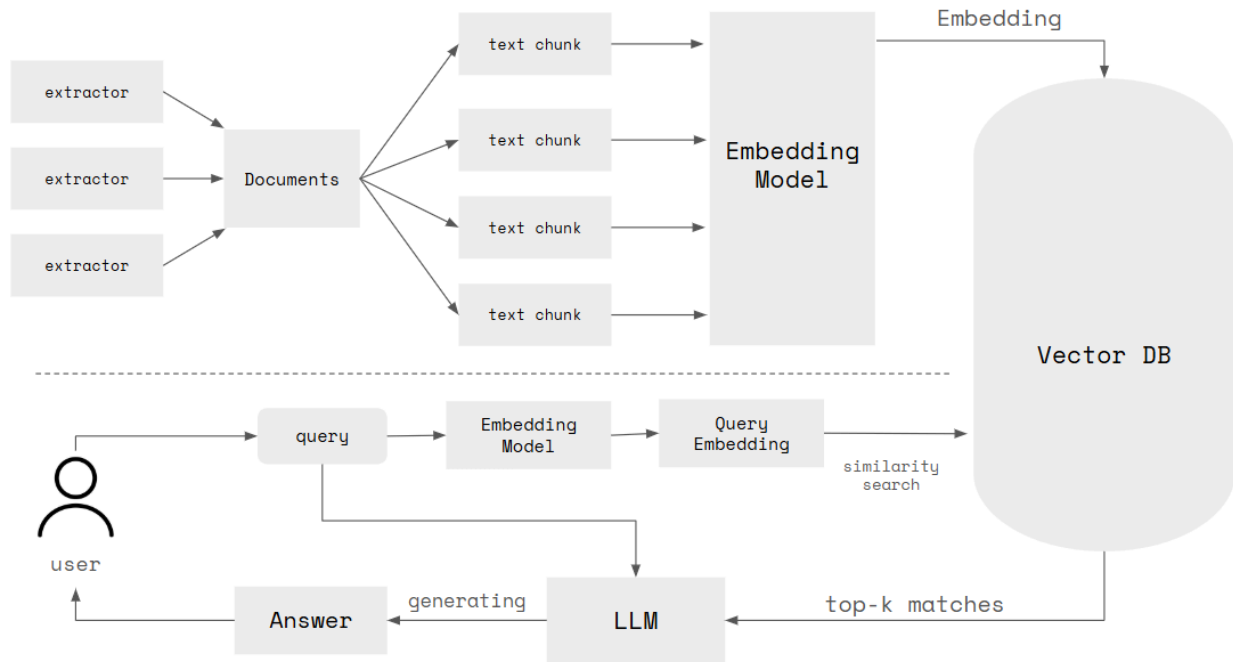 Embedding
extractor
extractor
extractor
Documents
text chunk
text chunk
text chunk
text chunk
Embedding
Model
Vector DB
query
Embedding
Model
Query
Embedding
similarity
search
user
Answer
generating
LLM
top-k matches